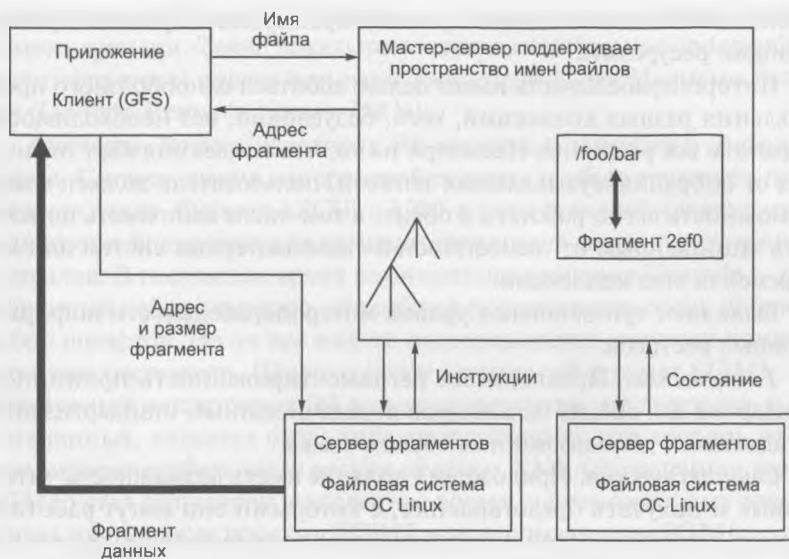 Имя
файла
Приложение
Клиент (GFS)
Мастер-сервер поддерживает
пространство имен файлов
Адрес
фрагмента
/foo/bar
Фрагмент 2ef0
Адрес
и размер
фрагмента
Инструкции
Состояние
Сервер фрагментов
Файловая система
ОС Linux
Сервер фрагментов
Файловая система
ОС Linux
Фрагмент
данных